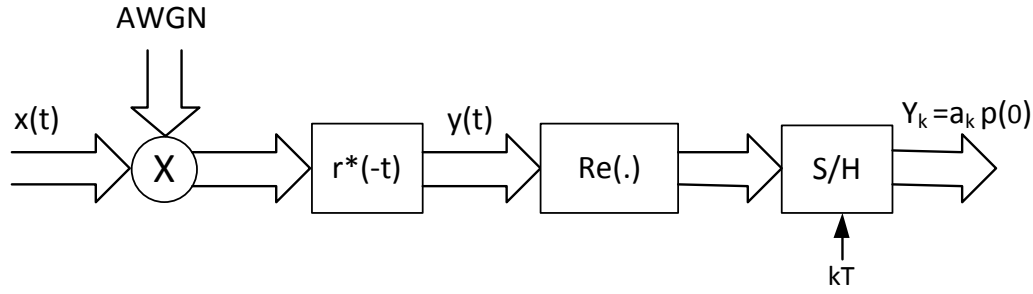 AWGN
x(t)
X
r*(-t)
y(t)
Re(.)
S/H
Yₖ=aₖ p(0)
kT